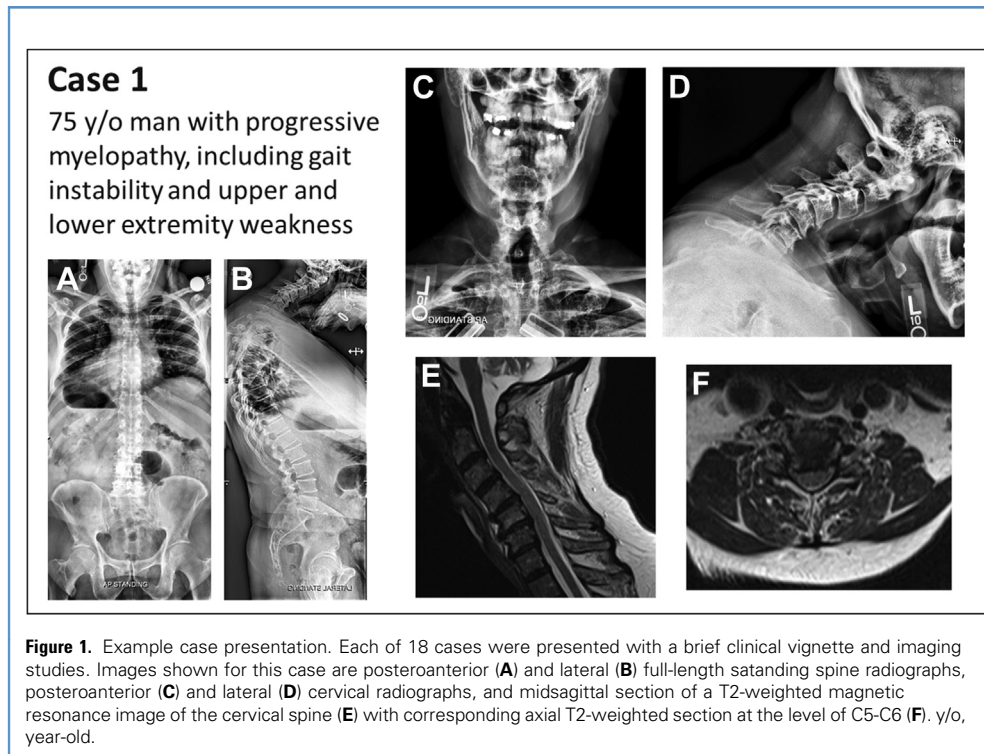 Case 1
75 y/o man with progressive
myelopathy, including gait
instability and upper and
lower extremity weakness
A
B
C
D
E
F
AP STANDING
LATERAL STANDING
AP STANDING
Figure 1. Example case presentation. Each of 18 cases were presented with a brief clinical vignette and imaging
studies. Images shown for this case are posteroanterior (A) and lateral (B) full-length satanding spine radiographs,
posteroanterior (C) and lateral (D) cervical radiographs, and midsagittal section of a T2-weighted magnetic
resonance image of the cervical spine (E) with corresponding axial T2-weighted section at the level of C5-C6 (F). y/o,
year-old.